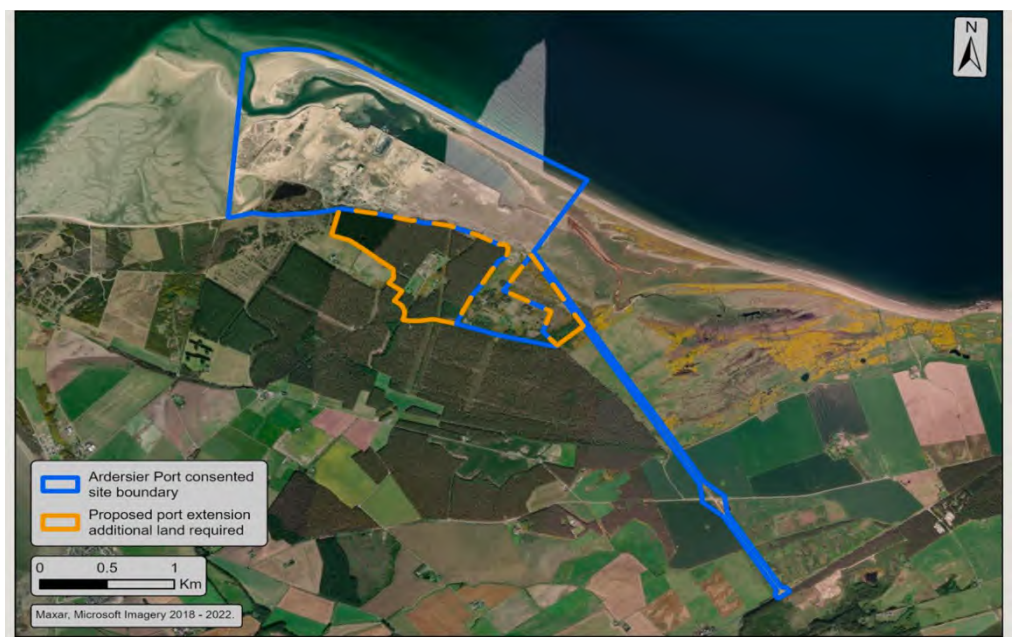 N
Ardersier Port consented
site boundary
Proposed port extension
additional land required
0 0.5 1
Km
Maxar, Microsoft Imagery 2018 - 2022.